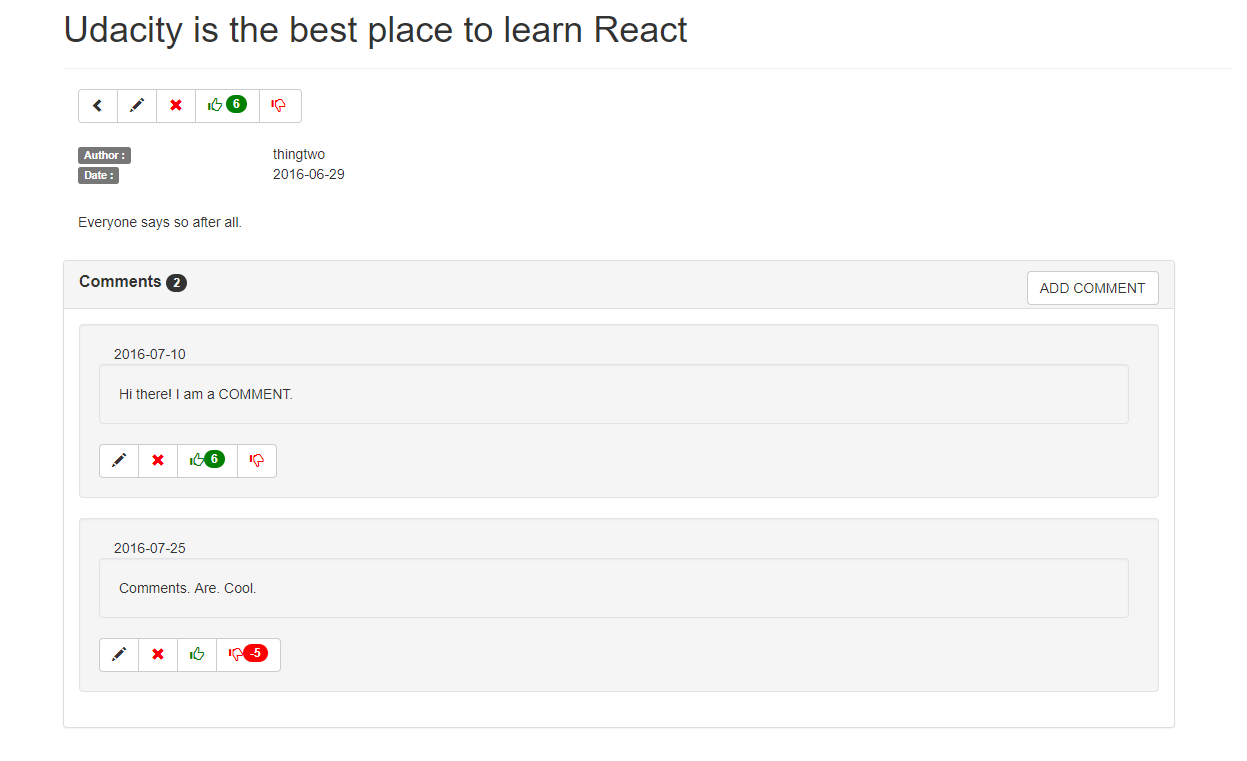 Udacity is the best place to learn React
6
Author : thingtwo
Date : 2016-06-29
Everyone says so after all.
Comments 2 ADD COMMENT
2016-07-10
Hi there! I am a COMMENT.
6
2016-07-25
Comments. Are. Cool.
-5